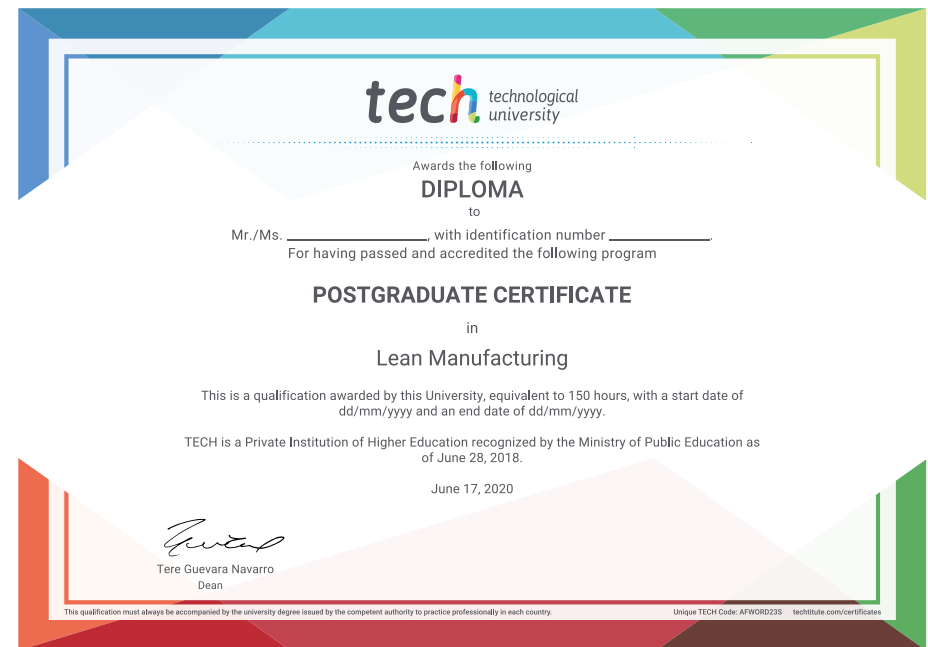 tech technological
university
Awards the following
DIPLOMA
to
Mr./Ms. ____________________, with identification number ______________.
For having passed and accredited the following program
POSTGRADUATE CERTIFICATE
in
Lean Manufacturing
This is a qualification awarded by this University, equivalent to 150 hours, with a start date of
dd/mm/yyyy and an end date of dd/mm/yyyy.
TECH is a Private Institution of Higher Education recognized by the Ministry of Public Education as
of June 28, 2018.
June 17, 2020
Tere Guevara Navarro
Dean
This qualification must always be accompanied by the university degree issued by the competent authority to practice professionally in each country.
Unique TECH Code: AFWORD23S techtitute.com/certificates